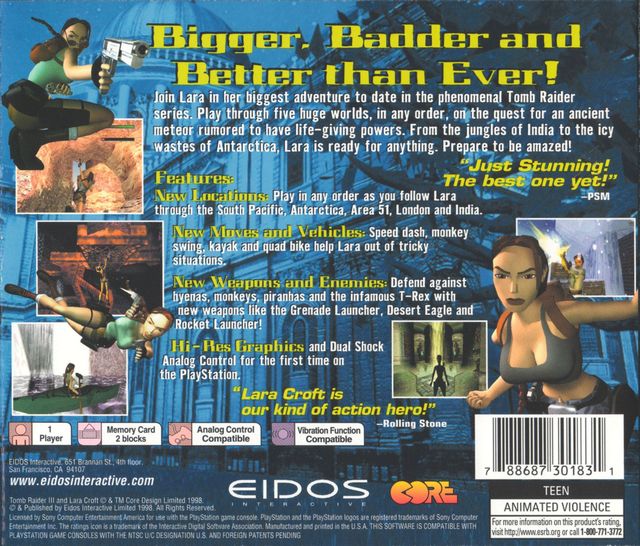 Bigger, Badder and
Better than Ever!
Join Lara in her biggest adventure to date in the phenomenal Tomb Raider
series. Play through five huge worlds, in any order, on the quest for an ancient
meteor rumored to have life-giving powers. From the jungles of India to the icy
wastes of Antarctica, Lara is ready for anything. Prepare to be amazed!
"Just Stunning!
The best one yet!"
–PSM
Features:
New Locations: Play in any order as you follow Lara
through the South Pacific, Antarctica, Area 51, London and India.
New Moves and Vehicles: Speed dash, monkey
swing, kayak and quad bike help Lara out of tricky
situations.
New Weapons and Enemies: Defend against
hyenas, monkeys, piranhas and the infamous T-Rex with
new weapons like the Grenade Launcher, Desert Eagle and
Rocket Launcher!
Hi-Res Graphics and Dual Shock
Analog Control for the first time on
the PlayStation.
"Lara Croft is
our kind of action hero!"
–Rolling Stone
1
Player
Memory Card
2 blocks
Analog Control
Compatible
Vibration Function
Compatible
EIDOS Interactive, 651 Brannan St., 4th floor,
San Francisco, CA 94107
www.eidosinteractive.com
EIDOS
INTERACTIVE
CORE
7 88687 30183 1
TEEN
ANIMATED VIOLENCE
For more information on this product's rating,
visit http://www.esrb.org or call 1-800-771-3772
Tomb Raider III and Lara Croft © & TM Core Design Limited 1998.
© & Published by Eidos Interactive Limited 1998. All Rights Reserved.
Licensed by Sony Computer Entertainment America for use with the PlayStation game console. PlayStation and the PlayStation logos are registered trademarks of Sony Computer
Entertainment Inc. The ratings icon is a trademark of the Interactive Digital Software Association. Manufactured and printed in the U.S.A. THIS SOFTWARE IS COMPATIBLE WITH
PLAYSTATION GAME CONSOLES WITH THE NTSC U/C DESIGNATION. U.S. AND FOREIGN PATENTS PENDING